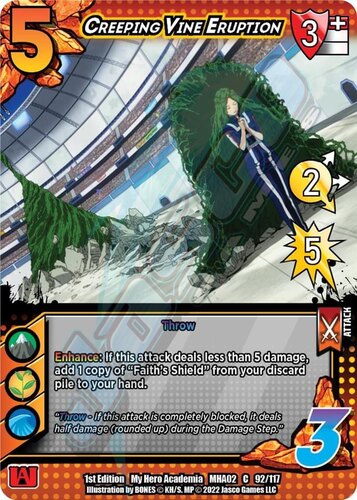 5
CREEPING VINE ERUPTION
3
+
2
5
ATTACK
Throw
Enhance: If this attack deals less than 5 damage,
add 1 copy of "Faith's Shield" from your discard
pile to your hand.
"Throw - If this attack is completely blocked, it deals
half damage (rounded up) during the Damage Step."
3
1st Edition My Hero Academia MHA02 C 92/117
Illustration by BONES © KH/S. MP © 2022 Jasco Games LLC